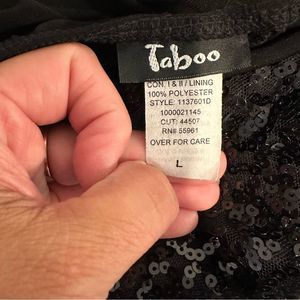 Taboo
CON. I & II / LINING
100% POLYESTER
STYLE: 1137601D
1000021145
CUT: 44507
RN# 55961
OVER FOR CARE
L